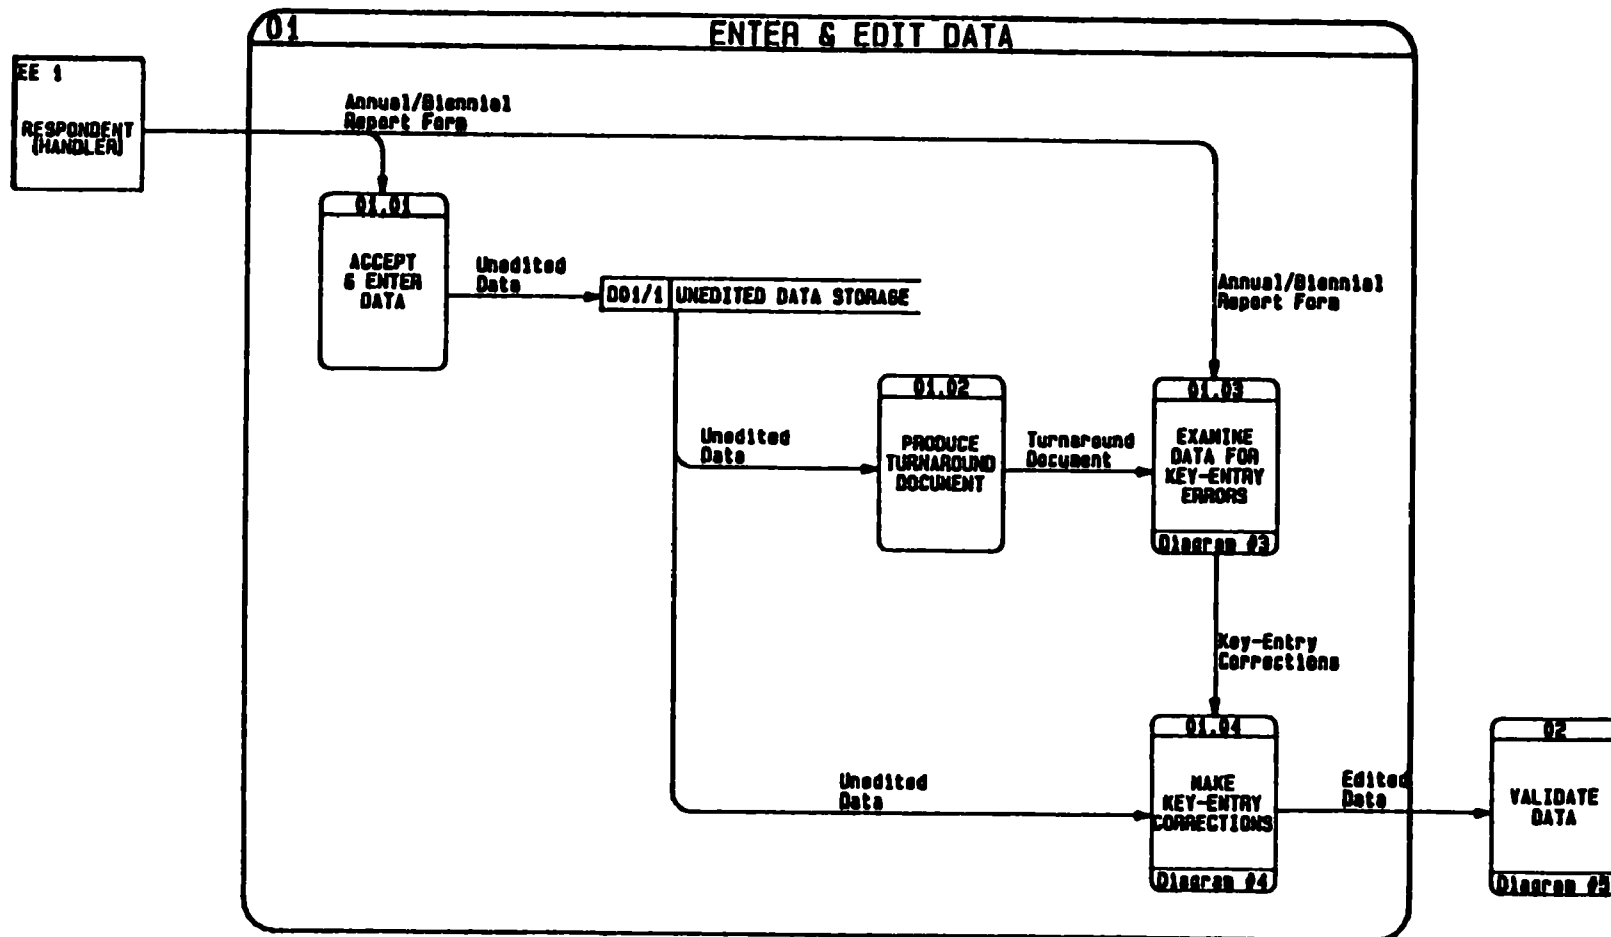 01
ENTER & EDIT DATA
EE 1
RESPONDENT
(HANDLER)
Annual/Biennial
Report Form
01.01
ACCEPT
& ENTER
DATA
Unedited
Data
D01/1
UNEDITED DATA STORAGE
Annual/Biennial
Report Form
01.02
PRODUCE
TURNAROUND
DOCUMENT
Unedited
Data
Turnaround
Document
01.03
EXAMINE
DATA FOR
KEY-ENTRY
ERRORS
Diagram #3
Key-Entry
Corrections
01.04
MAKE
KEY-ENTRY
CORRECTIONS
Diagram #4
Unedited
Data
Edited
Data
02
VALIDATE
DATA
Diagram #5